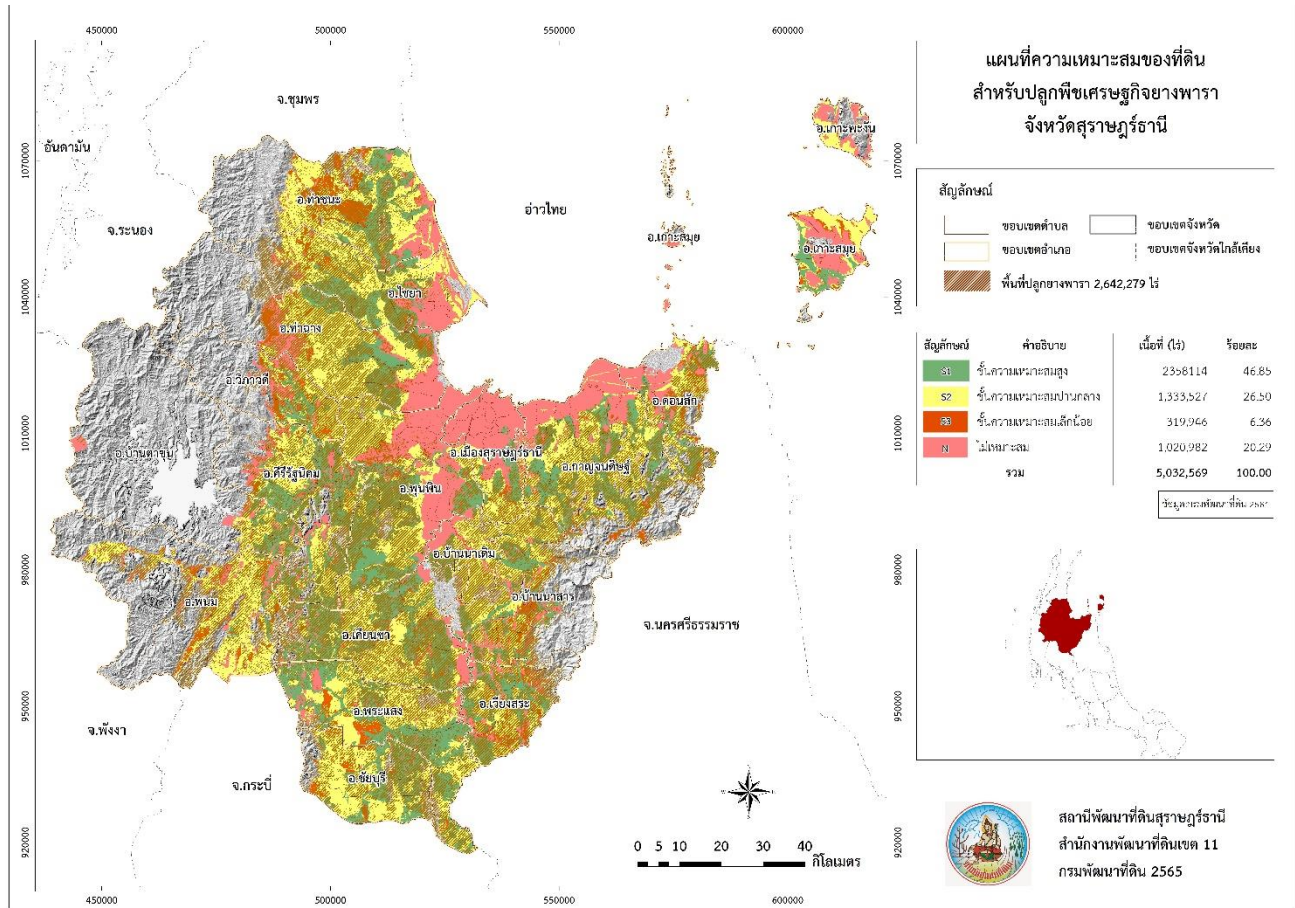 แผนที่ความเหมาะสมของที่ดิน
สำหรับปลูกพืชเศรษฐกิจยางพารา
จังหวัดสุราษฎร์ธานี
สัญลักษณ์
ขอบเขตตำบล ขอบเขตจังหวัด
ขอบเขตอำเภอ ขอบเขตจังหวัดใกล้เคียง
พื้นที่ปลูกยางพารา 2,642,279 ไร่
สัญลักษณ์ คำอธิบาย เนื้อที่ (ไร่) ร้อยละ
S1 ชั้นความเหมาะสมสูง 2358114 46.85
S2 ชั้นความเหมาะสมปานกลาง 1,333,527 26.50
S3 ชั้นความเหมาะสมเล็กน้อย 319,946 6.36
N ไม่เหมาะสม 1,020,982 20.29
รวม 5,032,569 100.00
450000 500000 550000 600000
1070000
1040000
1010000
980000
950000
920000
จ.ชุมพร
อันดามัน
จ.ระนอง
อ่าวไทย
อ.เกาะพะงัน
อ.เกาะสมุย
อ.เกาะสมุย
อ.ท่าชนะ
อ.ไชยา
อ.ท่าฉาง
อ.วิภาวดี
อ.ดอนสัก
อ.บ้านตาขุน
อ.เมืองสุราษฎร์ธานี
อ.กาญจนดิษฐ์
อ.คีรีรัฐนิคม
อ.พุนพิน
อ.บ้านนาเดิม
อ.พนม
อ.บ้านนาสาร
อ.เคียนซา
จ.นครศรีธรรมราช
อ.เวียงสระ
อ.พระแสง
จ.พังงา
อ.ชัยบุรี
จ.กระบี่
0 5 10 20 30 40
กิโลเมตร
1070000
1040000
1010000
980000
950000
920000
450000 500000 550000 600000
สถานีพัฒนาที่ดินสุราษฎร์ธานี
สำนักงานพัฒนาที่ดินเขต 11
กรมพัฒนาที่ดิน 2565